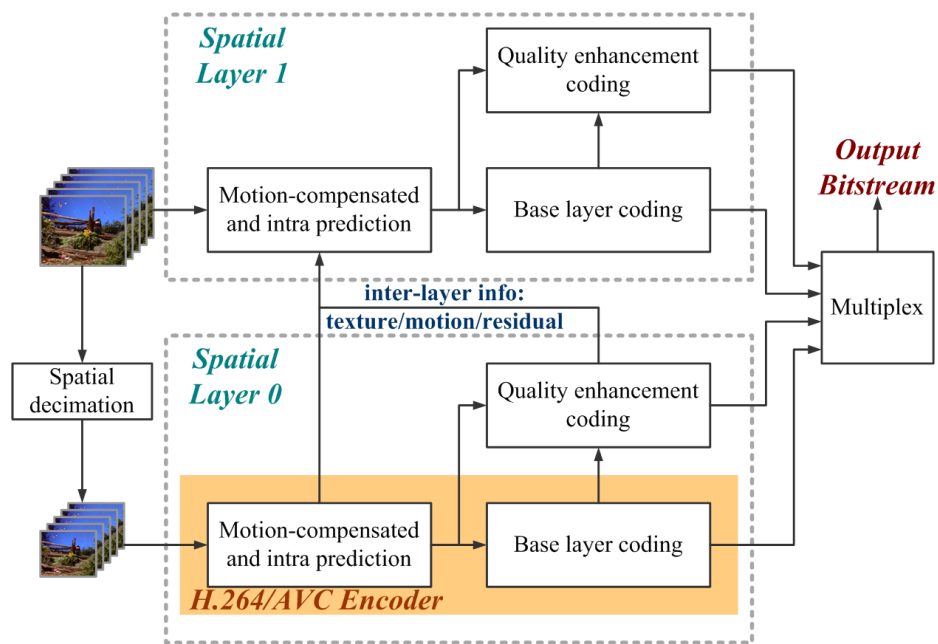 Spatial
Layer 1
Quality enhancement
coding
Motion-compensated
and intra prediction
Base layer coding
Output
Bitstream
Multiplex
inter-layer info:
texture/motion/residual
Spatial
decimation
Spatial
Layer 0
Quality enhancement
coding
Motion-compensated
and intra prediction
Base layer coding
H.264/AVC Encoder